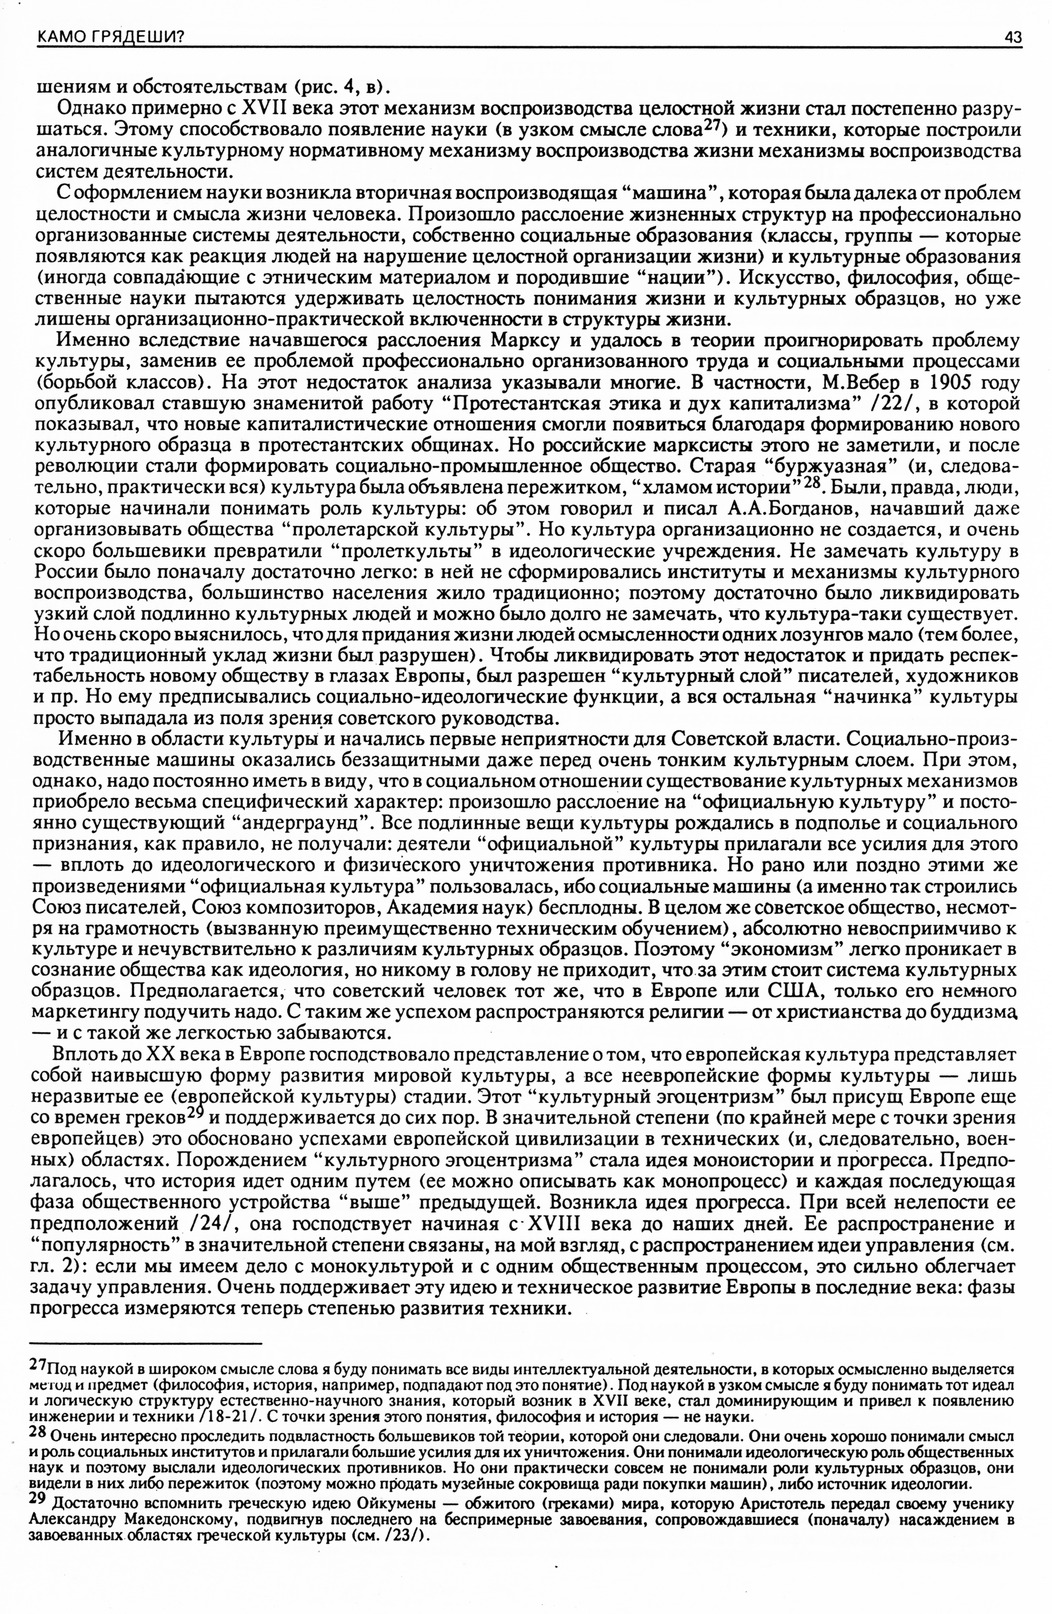 КАМО ГРЯДЕШИ? 43
шениям и обстоятельствам (рис. 4, в).
Однако примерно с XVII века этот механизм воспроизводства целостной жизни стал постепенно разру-
шаться. Этому способствовало появление науки (в узком смысле слова27) и техники, которые построили
аналогичные культурному нормативному механизму воспроизводства жизни механизмы воспроизводства
систем деятельности.
С оформлением науки возникла вторичная воспроизводящая “машина”, которая была далека от проблем
целостности и смысла жизни человека. Произошло расслоение жизненных структур на профессионально
организованные системы деятельности, собственно социальные образования (классы, группы — которые
появляются как реакция людей на нарушение целостной организации жизни) и культурные образования
(иногда совпадающие с этническим материалом и породившие “нации”). Искусство, философия, обще-
ственные науки пытаются удерживать целостность понимания жизни и культурных образцов, но уже
лишены организационно-практической включенности в структуры жизни.
Именно вследствие начавшегося расслоения Марксу и удалось в теории проигнорировать проблему
культуры, заменив ее проблемой профессионально организованного труда и социальными процессами
(борьбой классов). На этот недостаток анализа указывали многие. В частности, М.Вебер в 1905 году
опубликовал ставшую знаменитой работу “Протестантская этика и дух капитализма” /22/, в которой
показывал, что новые капиталистические отношения смогли появиться благодаря формированию нового
культурного образца в протестантских общинах. Но российские марксисты этого не заметили, и после
революции стали формировать социально-промышленное общество. Старая “буржуазная” (и, следова-
тельно, практически вся) культура была объявлена пережитком, “хламом истории”28. Были, правда, люди,
которые начинали понимать роль культуры: об этом говорил и писал А.А.Богданов, начавший даже
организовывать общества “пролетарской культуры”. Но культура организационно не создается, и очень
скоро большевики превратили “пролеткульты” в идеологические учреждения. Не замечать культуру в
России было поначалу достаточно легко: в ней не сформировались институты и механизмы культурного
воспроизводства, большинство населения жило традиционно; поэтому достаточно было ликвидировать
узкий слой подлинно культурных людей и можно было долго не замечать, что культура-таки существует.
Но очень скоро выяснилось, что для придания жизни людей осмысленности одних лозунгов мало (тем более,
что традиционный уклад жизни был разрушен). Чтобы ликвидировать этот недостаток и придать респек-
табельность новому обществу в глазах Европы, был разрешен “культурный слой” писателей, художников
и пр. Но ему предписывались социально-идеологические функции, а вся остальная “начинка” культуры
просто выпадала из поля зрения советского руководства.
Именно в области культуры и начались первые неприятности для Советской власти. Социально-произ-
водственные машины оказались беззащитными даже перед очень тонким культурным слоем. При этом,
однако, надо постоянно иметь в виду, что в социальном отношении существование культурных механизмов
приобрело весьма специфический характер: произошло расслоение на “официальную культуру” и посто-
янно существующий “андерграунд”. Все подлинные вещи культуры рождались в подполье и социального
признания, как правило, не получали: деятели “официальной” культуры прилагали все усилия для этого
— вплоть до идеологического и физического уничтожения противника. Но рано или поздно этими же
произведениями “официальная культура” пользовалась, ибо социальные машины (а именно так строились
Союз писателей, Союз композиторов, Академия наук) бесплодны. В целом же советское общество, несмот-
ря на грамотность (вызванную преимущественно техническим обучением), абсолютно невосприимчиво к
культуре и нечувствительно к различиям культурных образцов. Поэтому “экономизм” легко проникает в
сознание общества как идеология, но никому в голову не приходит, что за этим стоит система культурных
образцов. Предполагается, что советский человек тот же, что в Европе или США, только его немного
маркетингу подучить надо. С таким же успехом распространяются религии — от христианства до буддизма,
— и с такой же легкостью забываются.
Вплоть до XX века в Европе господствовало представление о том, что европейская культура представляет
собой наивысшую форму развития мировой культуры, а все неевропейские формы культуры — лишь
неразвитые ее (европейской культуры) стадии. Этот “культурный эгоцентризм” был присущ Европе еще
со времен греков29 и поддерживается до сих пор. В значительной степени (по крайней мере с точки зрения
европейцев) это обосновано успехами европейской цивилизации в технических (и, следовательно, воен-
ных) областях. Порождением “культурного эгоцентризма” стала идея моноистории и прогресса. Предпо-
лагалось, что история идет одним путем (ее можно описывать как монопроцесс) и каждая последующая
фаза общественного устройства “выше” предыдущей. Возникла идея прогресса. При всей нелепости ее
предположений /24/, она господствует начиная с XVIII века до наших дней. Ее распространение и
“популярность” в значительной степени связаны, на мой взгляд, с распространением идеи управления (см.
гл. 2): если мы имеем дело с монокультурой и с одним общественным процессом, это сильно облегчает
задачу управления. Очень поддерживает эту идею и техническое развитие Европы в последние века: фазы
прогресса измеряются теперь степенью развития техники.
27Под наукой в широком смысле слова я буду понимать все виды интеллектуальной деятельности, в которых осмысленно выделяется
метод и предмет (философия, история, например, подпадают под это понятие). Под наукой в узком смысле я буду понимать тот идеал
и логическую структуру естественно-научного знания, который возник в XVII веке, стал доминирующим и привел к появлению
инженерии и техники /18-21/. С точки зрения этого понятия, философия и история — не науки.
28 Очень интересно проследить подвластность большевиков той теории, которой они следовали. Они очень хорошо понимали смысл
и роль социальных институтов и прилагали большие усилия для их уничтожения. Они понимали идеологическую роль общественных
наук и поэтому выслали идеологических противников. Но они практически совсем не понимали роли культурных образцов, они
видели в них либо пережиток (поэтому можно продать музейные сокровища ради покупки машин), либо источник идеологии.
29 Достаточно вспомнить греческую идею Ойкумены — обжитого (греками) мира, которую Аристотель передал своему ученику
Александру Македонскому, подвигнув последнего на беспримерные завоевания, сопровождавшиеся (поначалу) насаждением в
завоеванных областях греческой культуры (см. /23/).